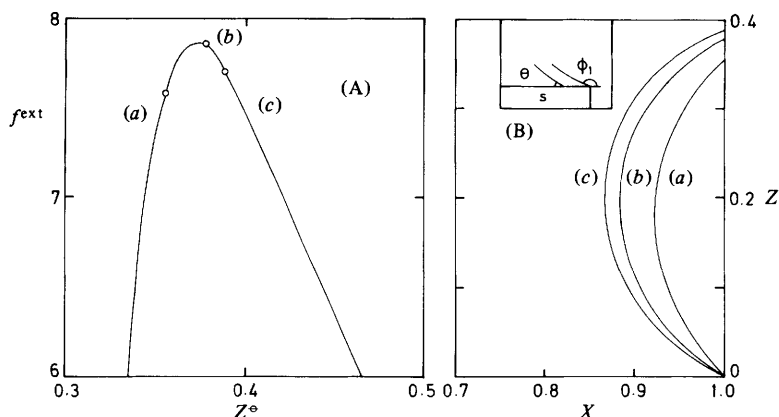 8
(b)
(A)
(a)
f^ext
(c)
7
6
0.3
0.4
0.5
Z^⊖
0.4
θ
ϕ₁
s
(B)
(c)
(b)
(a)
0.2
Z
0
0.7
0.8
0.9
1.0
X